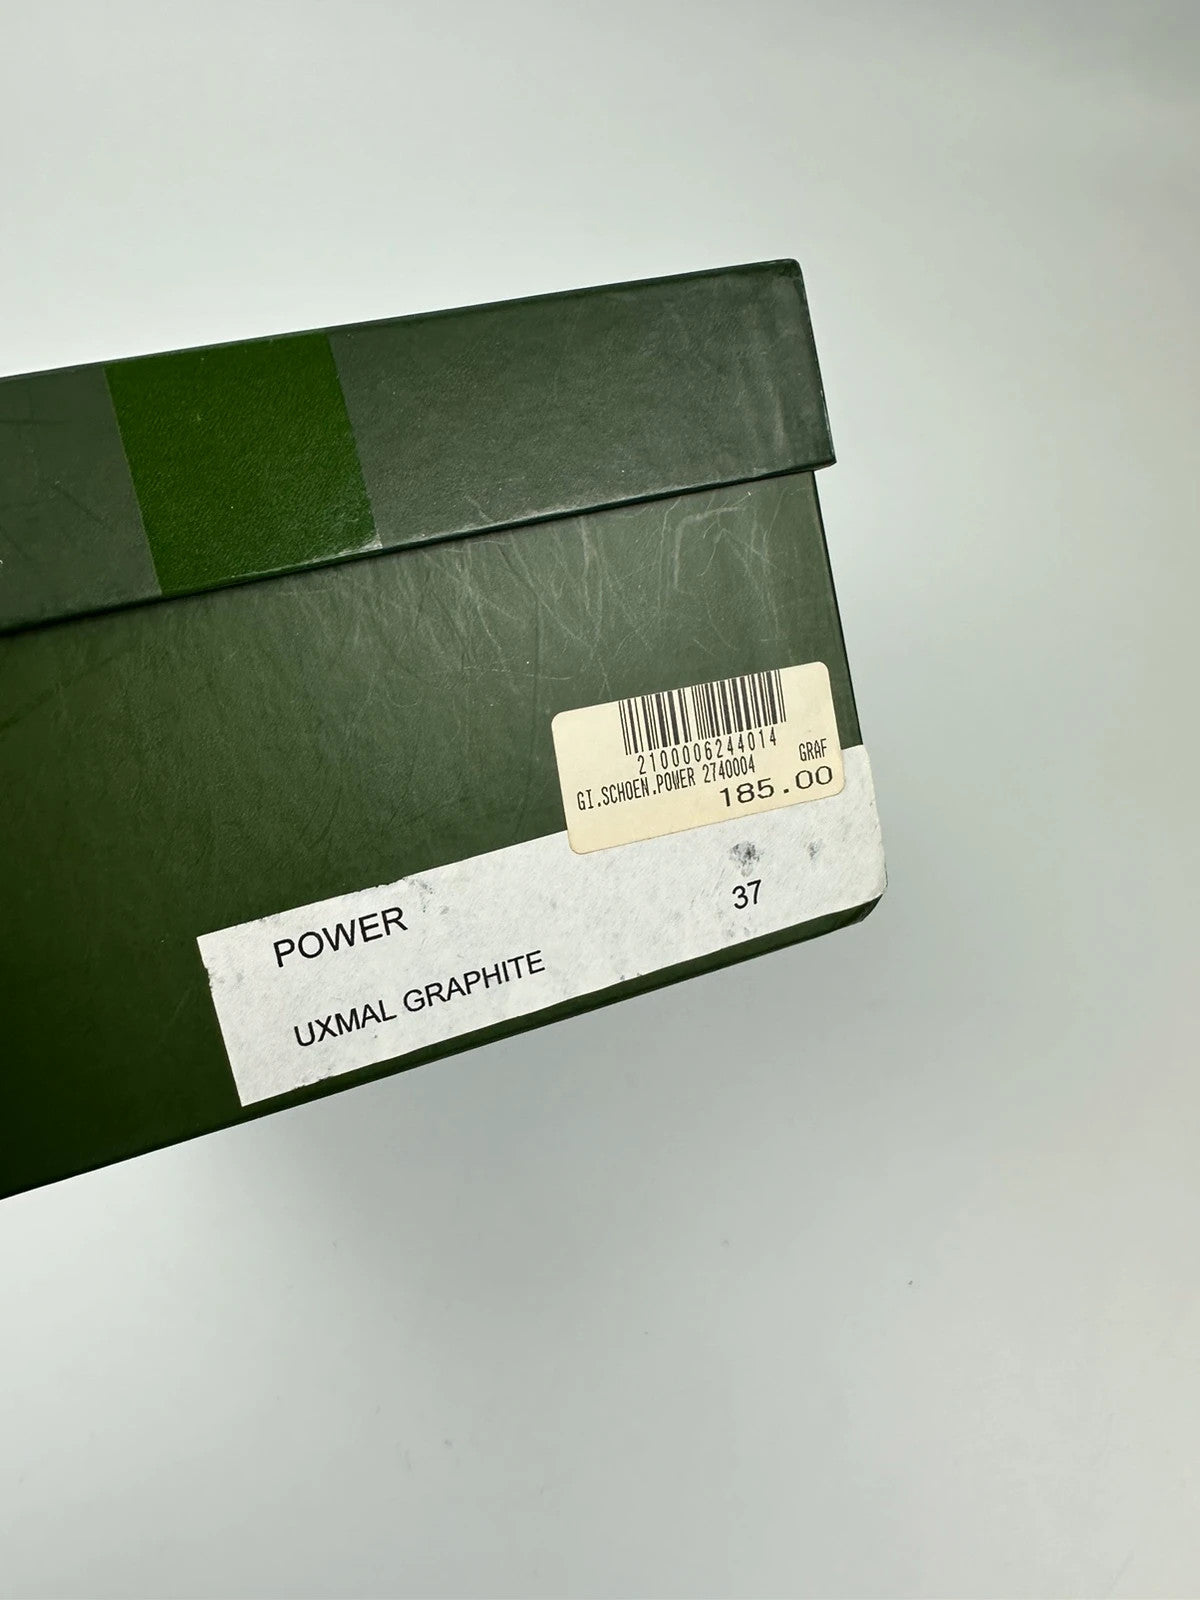 2100006244014
GRAF
GI.SCHOEN.POWER 2740004
185.00
POWER
37
UXMAL GRAPHITE